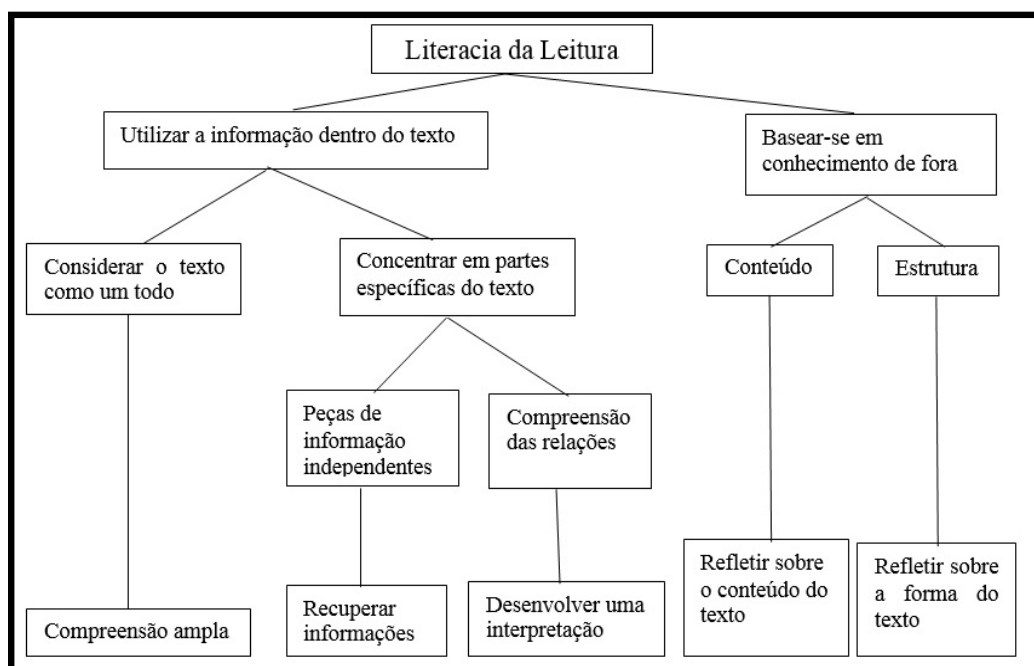 Literacia da Leitura
Utilizar a informação dentro do texto
Basear-se em
conhecimento de fora
Considerar o texto
como um todo
Concentrar em partes
específicas do texto
Conteúdo
Estrutura
Peças de
informação
independentes
Compreensão
das relações
Compreensão ampla
Recuperar
informações
Desenvolver uma
interpretação
Refletir sobre
o conteúdo do
texto
Refletir sobre
a forma do
texto